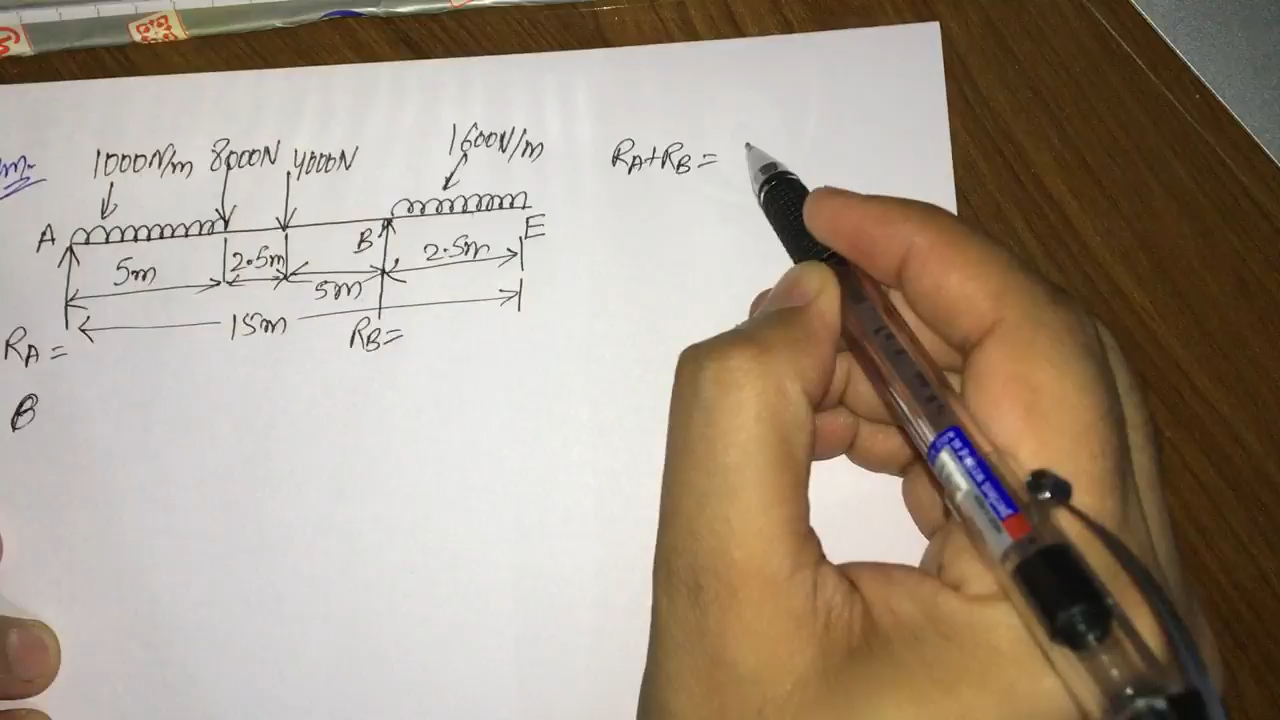 m.
1000N/m 8000N 4000N
1600N/m
RA+RB=
A
B
E
5m
2.5m
5m
2.5m
15m
RA=
RB=
B